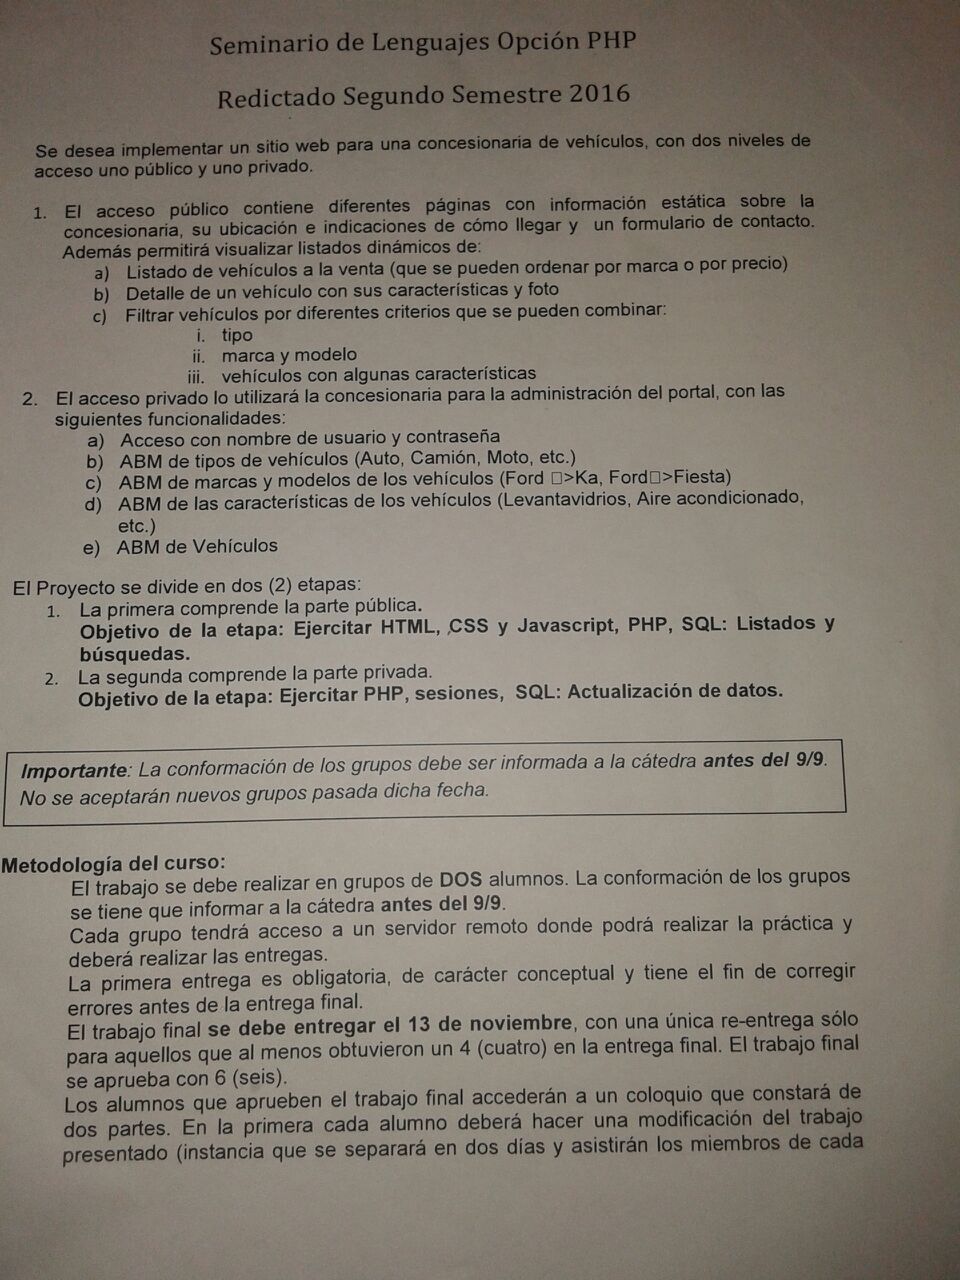 Seminario de Lenguajes Opción PHP
Redictado Segundo Semestre 2016
Se desea implementar un sitio web para una concesionaria de vehículos, con dos niveles de
acceso uno público y uno privado.
1. El acceso público contiene diferentes páginas con información estática sobre la
concesionaria, su ubicación e indicaciones de cómo llegar y un formulario de contacto.
Además permitirá visualizar listados dinámicos de:
a) Listado de vehículos a la venta (que se pueden ordenar por marca o por precio)
b) Detalle de un vehículo con sus características y foto
c) Filtrar vehículos por diferentes criterios que se pueden combinar:
i. tipo
ii. marca y modelo
iii. vehículos con algunas características
2. El acceso privado lo utilizará la concesionaria para la administración del portal, con las
siguientes funcionalidades:
a) Acceso con nombre de usuario y contraseña
b) ABM de tipos de vehículos (Auto, Camión, Moto, etc.)
c) ABM de marcas y modelos de los vehículos (Ford □>Ka, Ford□>Fiesta)
d) ABM de las características de los vehículos (Levantavidrios, Aire acondicionado,
etc.)
e) ABM de Vehículos
El Proyecto se divide en dos (2) etapas:
1. La primera comprende la parte pública.
Objetivo de la etapa: Ejercitar HTML, CSS y Javascript, PHP, SQL: Listados y
búsquedas.
2. La segunda comprende la parte privada.
Objetivo de la etapa: Ejercitar PHP, sesiones, SQL: Actualización de datos.
Importante: La conformación de los grupos debe ser informada a la cátedra antes del 9/9.
No se aceptarán nuevos grupos pasada dicha fecha.
Metodología del curso:
El trabajo se debe realizar en grupos de DOS alumnos. La conformación de los grupos
se tiene que informar a la cátedra antes del 9/9.
Cada grupo tendrá acceso a un servidor remoto donde podrá realizar la práctica y
deberá realizar las entregas.
La primera entrega es obligatoria, de carácter conceptual y tiene el fin de corregir
errores antes de la entrega final.
El trabajo final se debe entregar el 13 de noviembre, con una única re-entrega sólo
para aquellos que al menos obtuvieron un 4 (cuatro) en la entrega final. El trabajo final
se aprueba con 6 (seis).
Los alumnos que aprueben el trabajo final accederán a un coloquio que constará de
dos partes. En la primera cada alumno deberá hacer una modificación del trabajo
presentado (instancia que se separará en dos días y asistirán los miembros de cada